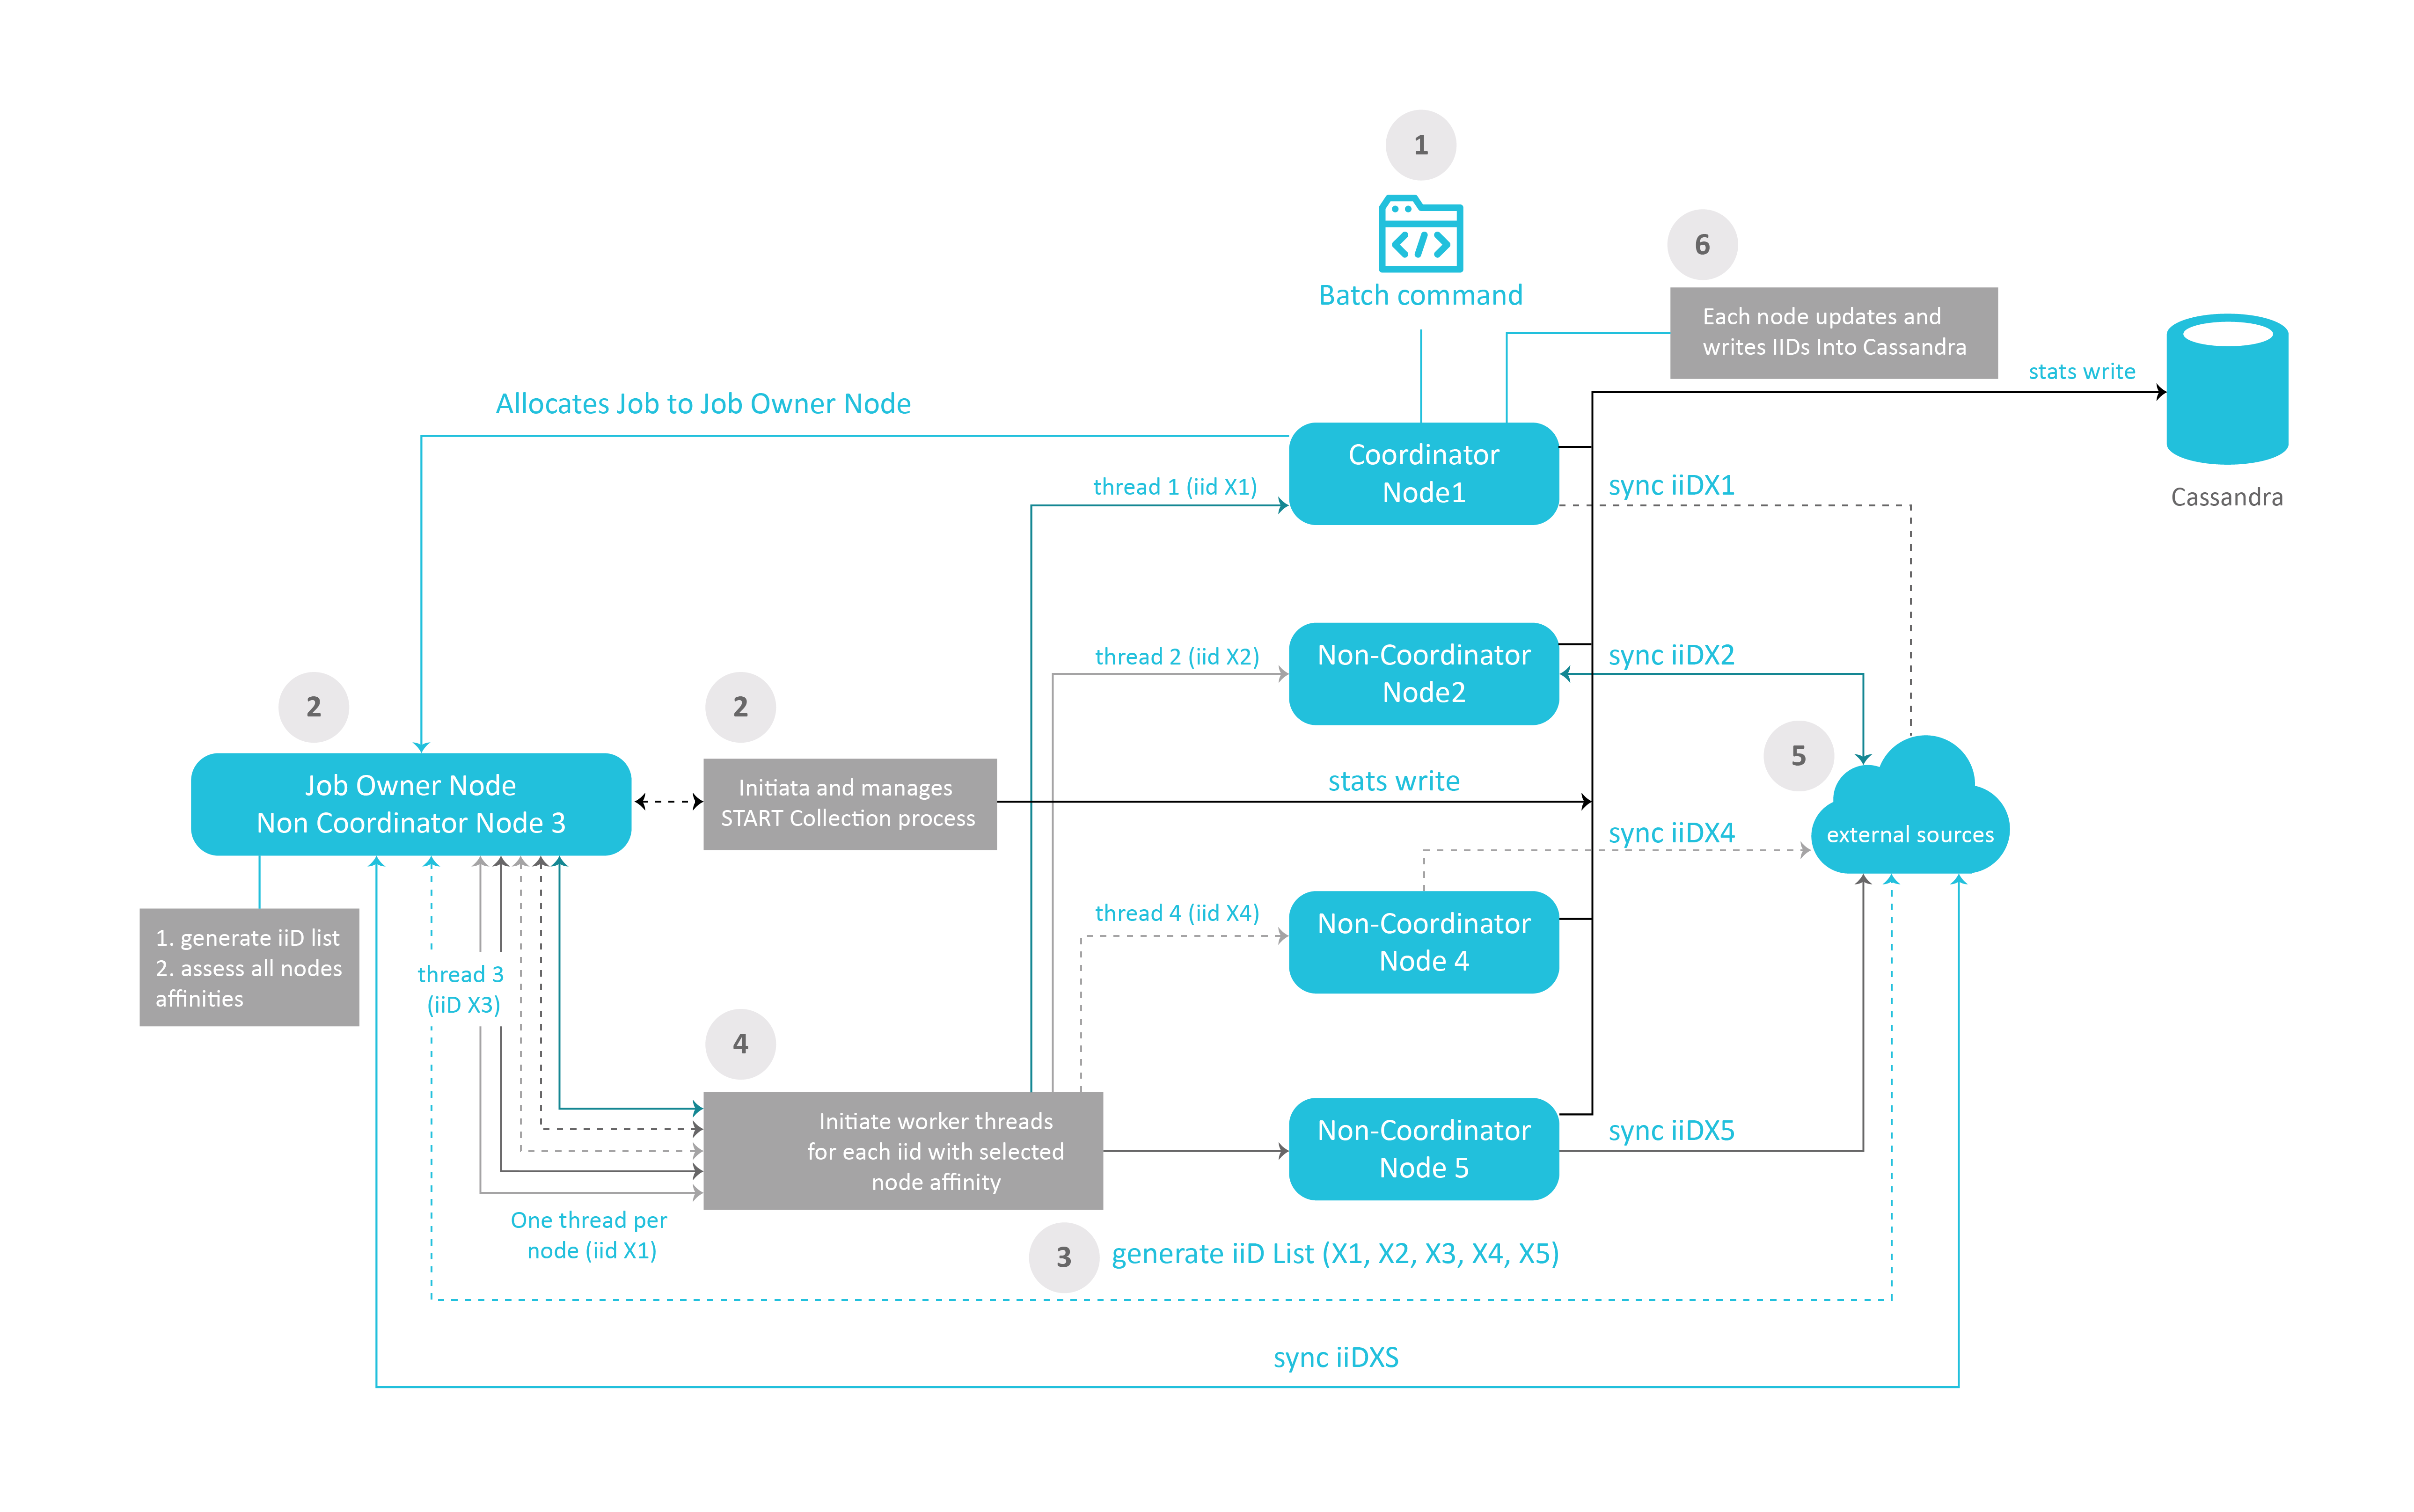 1
Batch command
6
Each node updates and
writes IIDs Into Cassandra
stats write
Cassandra
Allocates Job to Job Owner Node
Coordinator
Node1
thread 1 (iid X1)
sync iiDX1
thread 2 (iid X2)
Non-Coordinator
Node2
sync iiDX2
2
Job Owner Node
Non Coordinator Node 3
2
Initiata and manages
START Collection process
stats write
5
external sources
sync iiDX4
thread 4 (iid X4)
Non-Coordinator
Node 4
1. generate iiD list
2. assess all nodes
affinities
thread 3
(iiD X3)
4
Initiate worker threads
for each iid with selected
node affinity
Non-Coordinator
Node 5
sync iiDX5
One thread per
node (iid X1)
3
generate iiD List (X1, X2, X3, X4, X5)
sync iiDXS